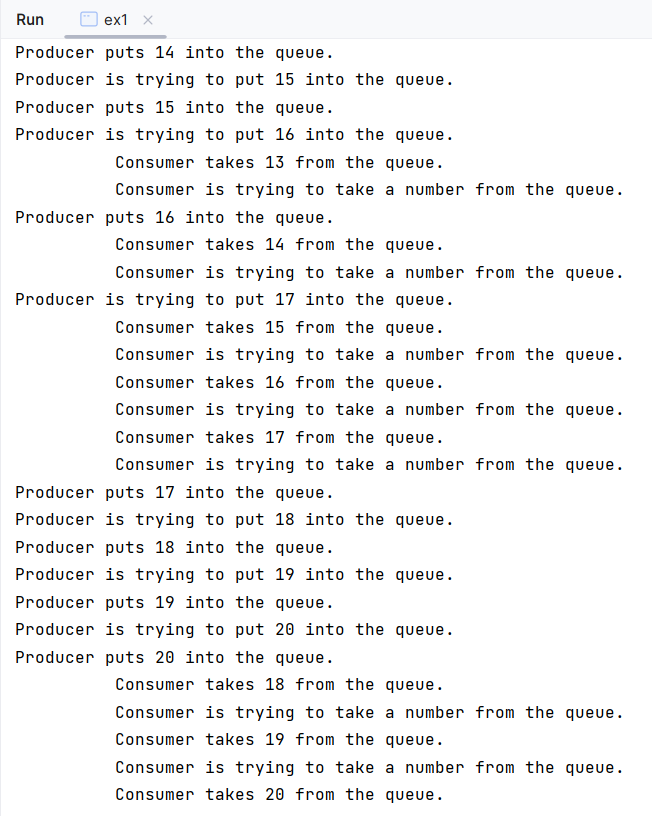 Run ex1
Producer puts 14 into the queue.
Producer is trying to put 15 into the queue.
Producer puts 15 into the queue.
Producer is trying to put 16 into the queue.
Consumer takes 13 from the queue.
Consumer is trying to take a number from the queue.
Producer puts 16 into the queue.
Consumer takes 14 from the queue.
Consumer is trying to take a number from the queue.
Producer is trying to put 17 into the queue.
Consumer takes 15 from the queue.
Consumer is trying to take a number from the queue.
Consumer takes 16 from the queue.
Consumer is trying to take a number from the queue.
Consumer takes 17 from the queue.
Consumer is trying to take a number from the queue.
Producer puts 17 into the queue.
Producer is trying to put 18 into the queue.
Producer puts 18 into the queue.
Producer is trying to put 19 into the queue.
Producer puts 19 into the queue.
Producer is trying to put 20 into the queue.
Producer puts 20 into the queue.
Consumer takes 18 from the queue.
Consumer is trying to take a number from the queue.
Consumer takes 19 from the queue.
Consumer is trying to take a number from the queue.
Consumer takes 20 from the queue.